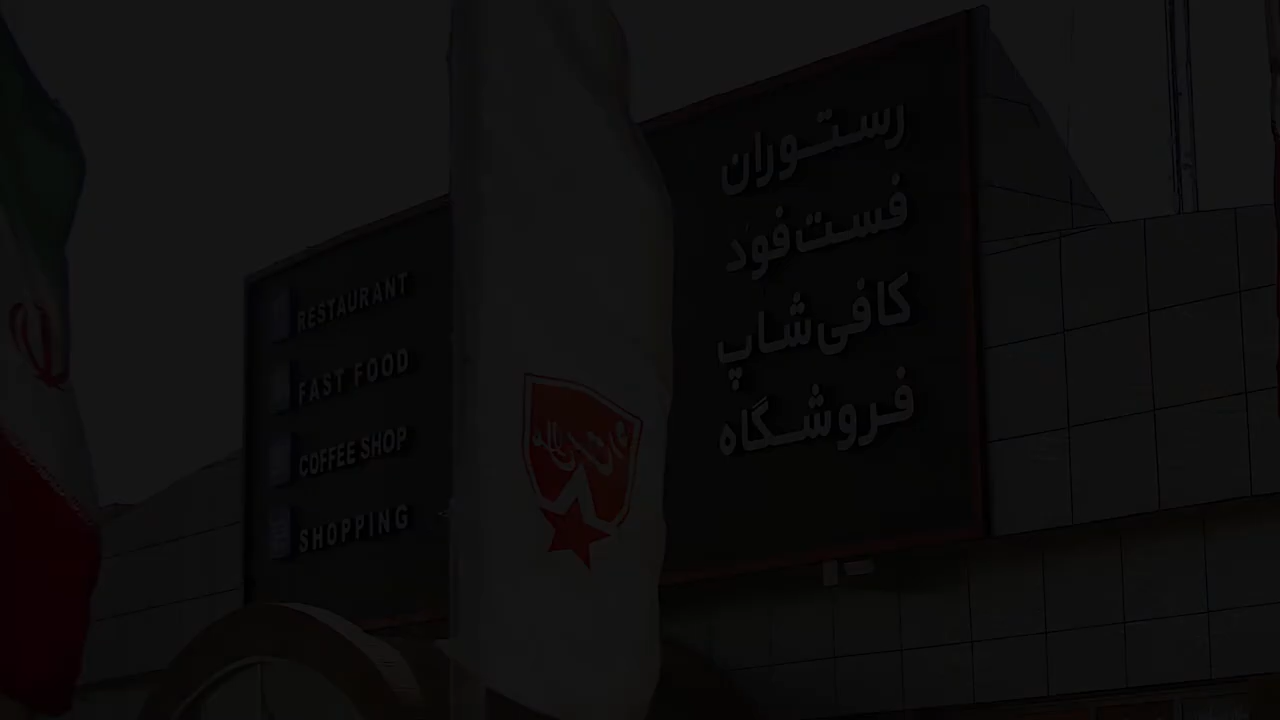 RESTAURANT
FAST FOOD
COFFEE SHOP
SHOPPING
رستوران
فست‌فود
کافی‌شاپ
فروشگاه